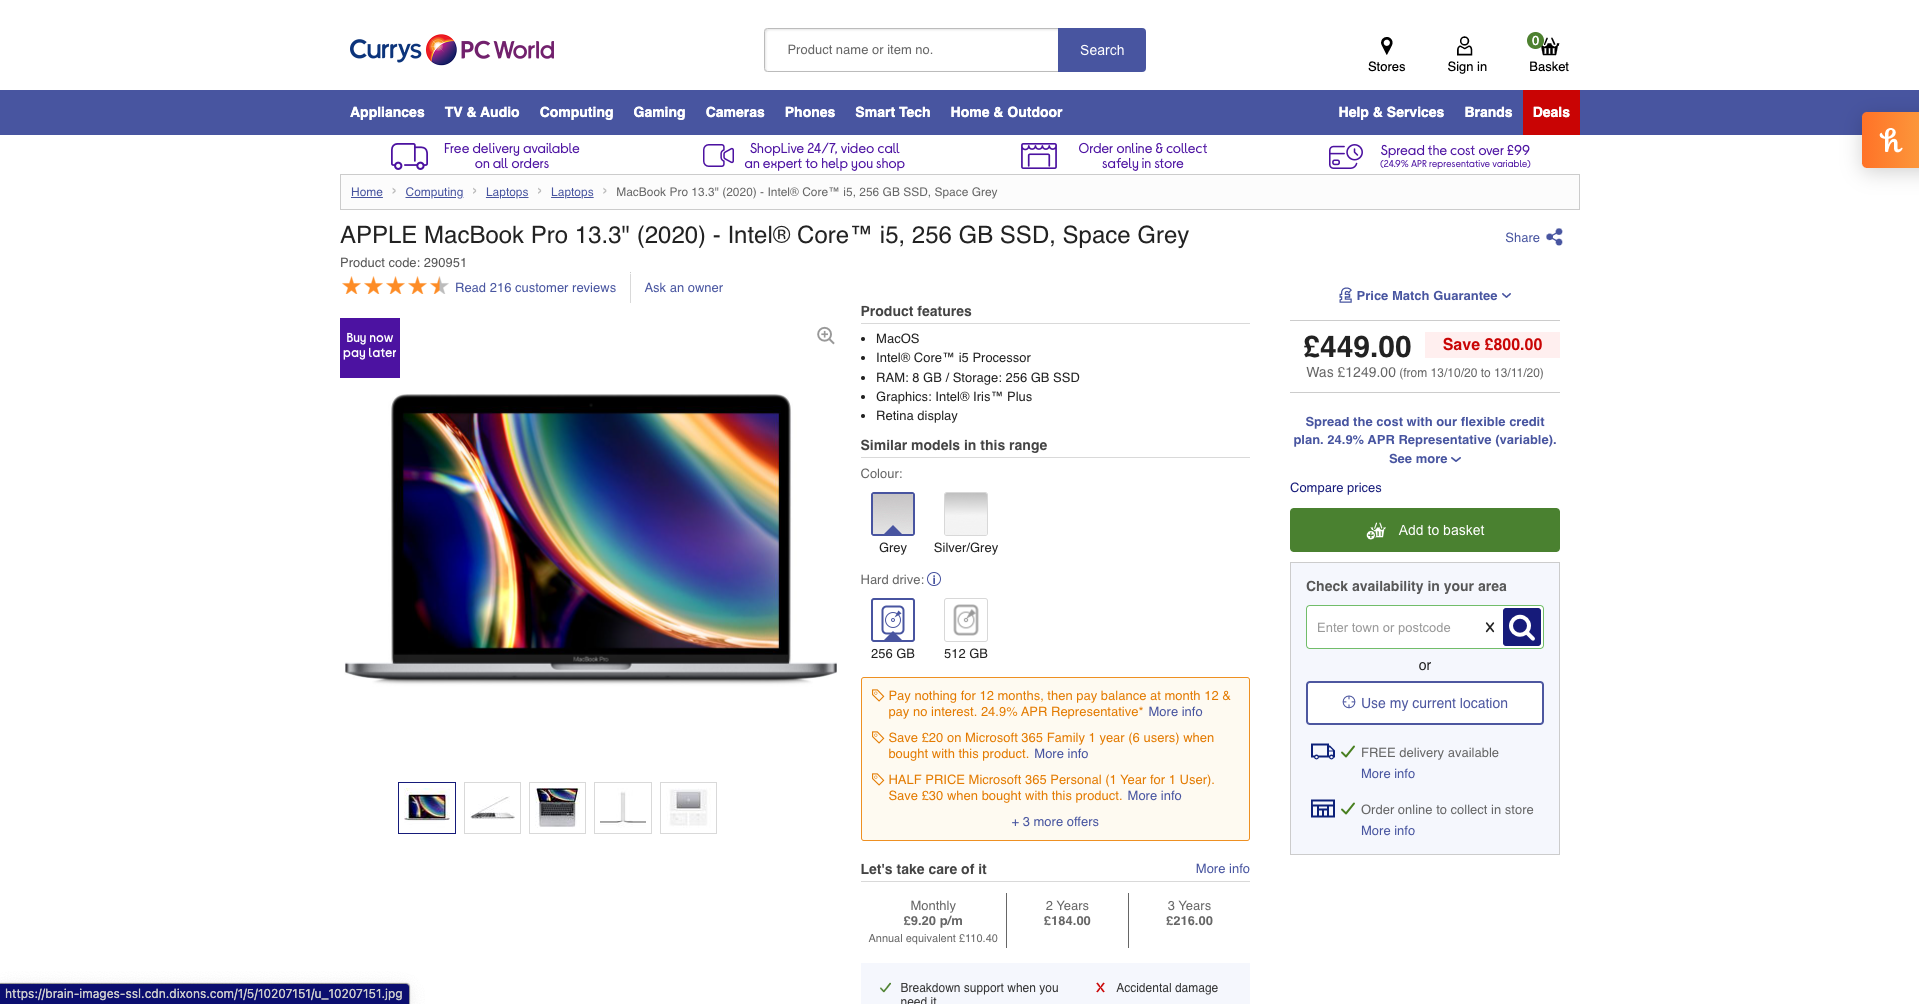 Currys PC World
Product name or item no.
Search
Stores
Sign in
0
Basket
Appliances
TV & Audio
Computing
Gaming
Cameras
Phones
Smart Tech
Home & Outdoor
Help & Services
Brands
Deals
Free delivery available
on all orders
ShopLive 24/7, video call
an expert to help you shop
Order online & collect
safely in store
Spread the cost over £99
(24.9% APR representative variable)
Home › Computing › Laptops › Laptops › MacBook Pro 13.3" (2020) - Intel® Core™ i5, 256 GB SSD, Space Grey
APPLE MacBook Pro 13.3" (2020) - Intel® Core™ i5, 256 GB SSD, Space Grey
Share
Product code: 290951
Read 216 customer reviews
Ask an owner
Buy now
pay later
MacBook Pro
Product features
• MacOS
• Intel® Core™ i5 Processor
• RAM: 8 GB / Storage: 256 GB SSD
• Graphics: Intel® Iris™ Plus
• Retina display
Similar models in this range
Colour:
Grey
Silver/Grey
Hard drive:
256 GB
512 GB
Pay nothing for 12 months, then pay balance at month 12 &
pay no interest. 24.9% APR Representative* More info
Save £20 on Microsoft 365 Family 1 year (6 users) when
bought with this product. More info
HALF PRICE Microsoft 365 Personal (1 Year for 1 User).
Save £30 when bought with this product. More info
+ 3 more offers
Let's take care of it
More info
Monthly
£9.20 p/m
Annual equivalent £110.40
2 Years
£184.00
3 Years
£216.00
Breakdown support when you
need it
Accidental damage
Price Match Guarantee
£449.00
Save £800.00
Was £1249.00 (from 13/10/20 to 13/11/20)
Spread the cost with our flexible credit
plan. 24.9% APR Representative (variable).
See more
Compare prices
Add to basket
Check availability in your area
Enter town or postcode
X
or
Use my current location
FREE delivery available
More info
Order online to collect in store
More info
h
https://brain-images-ssl.cdn.dixons.com/1/5/10207151/u_10207151.jpg